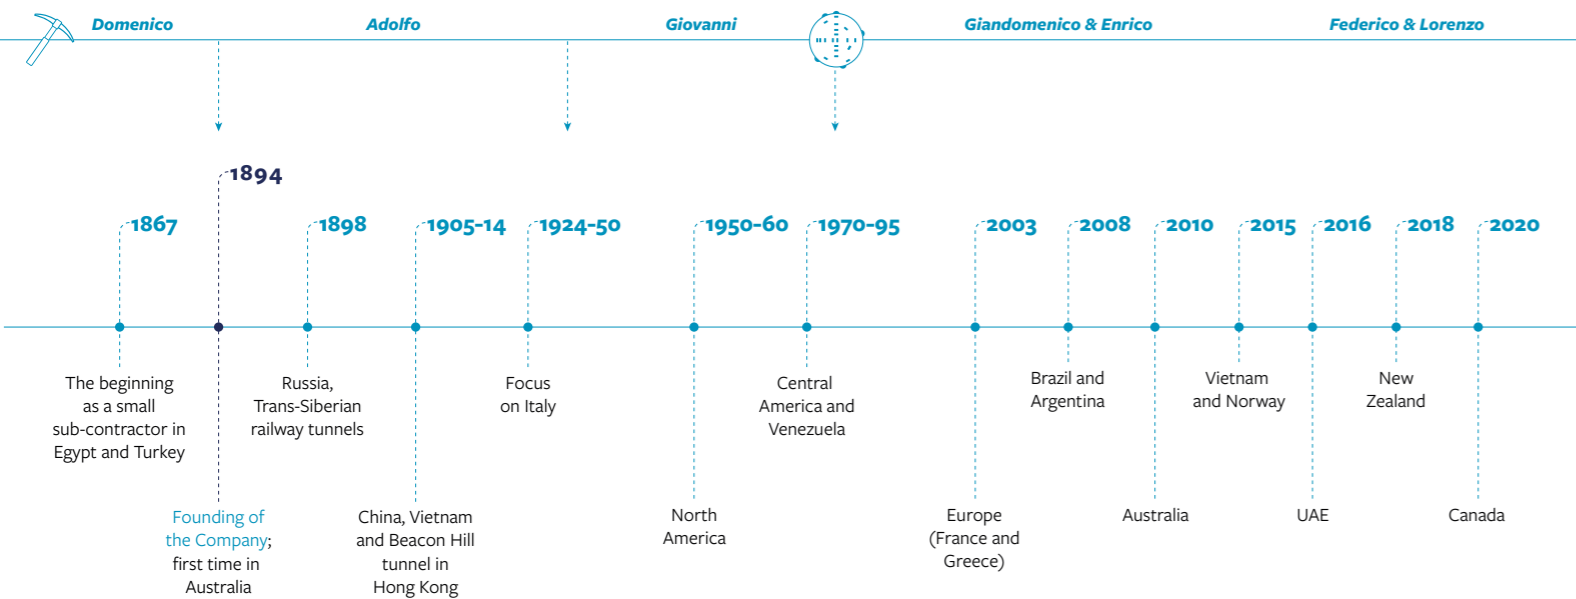 Domenico
Adolfo
Giovanni
Giandomenico & Enrico
Federico & Lorenzo
1894
1867
1898
1905-14
1924-50
1950-60
1970-95
2003
2008
2010
2015
2016
2018
2020
The beginning
as a small
sub-contractor in
Egypt and Turkey
Founding of
the Company;
first time in
Australia
Russia,
Trans-Siberian
railway tunnels
China, Vietnam
and Beacon Hill
tunnel in
Hong Kong
Focus
on Italy
North
America
Central
America and
Venezuela
Europe
(France and
Greece)
Brazil and
Argentina
Australia
Vietnam
and Norway
UAE
New
Zealand
Canada